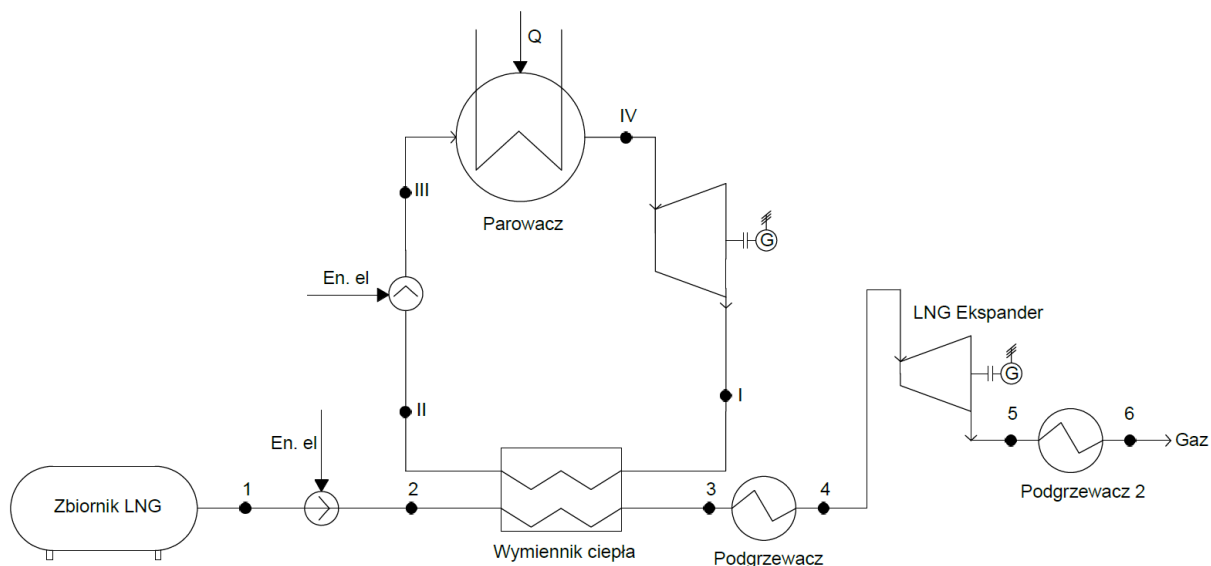 Q
IV
III
Parowacz
G
En. el
LNG Ekspander
G
II
I
En. el
5
6
Gaz
Zbiornik LNG
1
2
3
4
Podgrzewacz 2
Wymiennik ciepła
Podgrzewacz